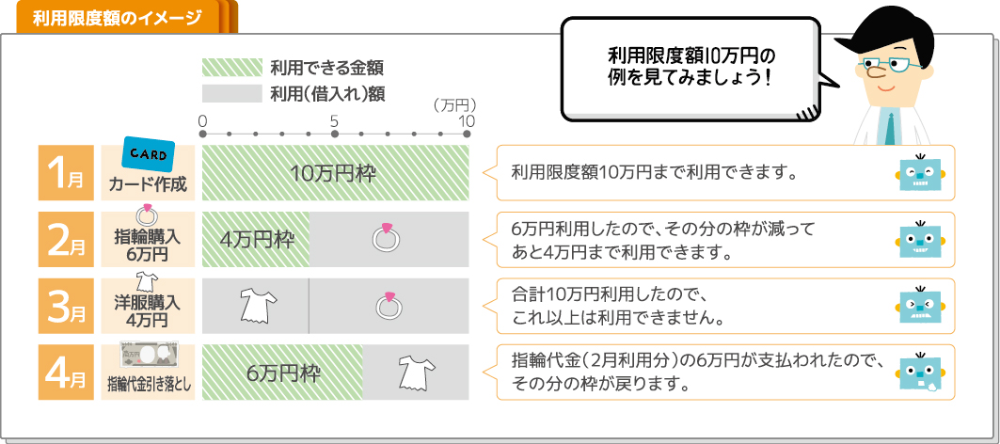 利用限度額のイメージ
利用限度額10万円の
例を見てみましょう！
利用できる金額
利用（借入れ）額
（万円）
0 5 10
1月
CARD
カード作成
10万円枠
利用限度額10万円まで利用できます。
2月
指輪購入
6万円
4万円枠
6万円利用したので、その分の枠が減って
あと4万円まで利用できます。
3月
洋服購入
4万円
合計10万円利用したので、
これ以上は利用できません。
4月
指輪代金引き落とし
6万円枠
指輪代金（2月利用分）の6万円が支払われたので、
その分の枠が戻ります。